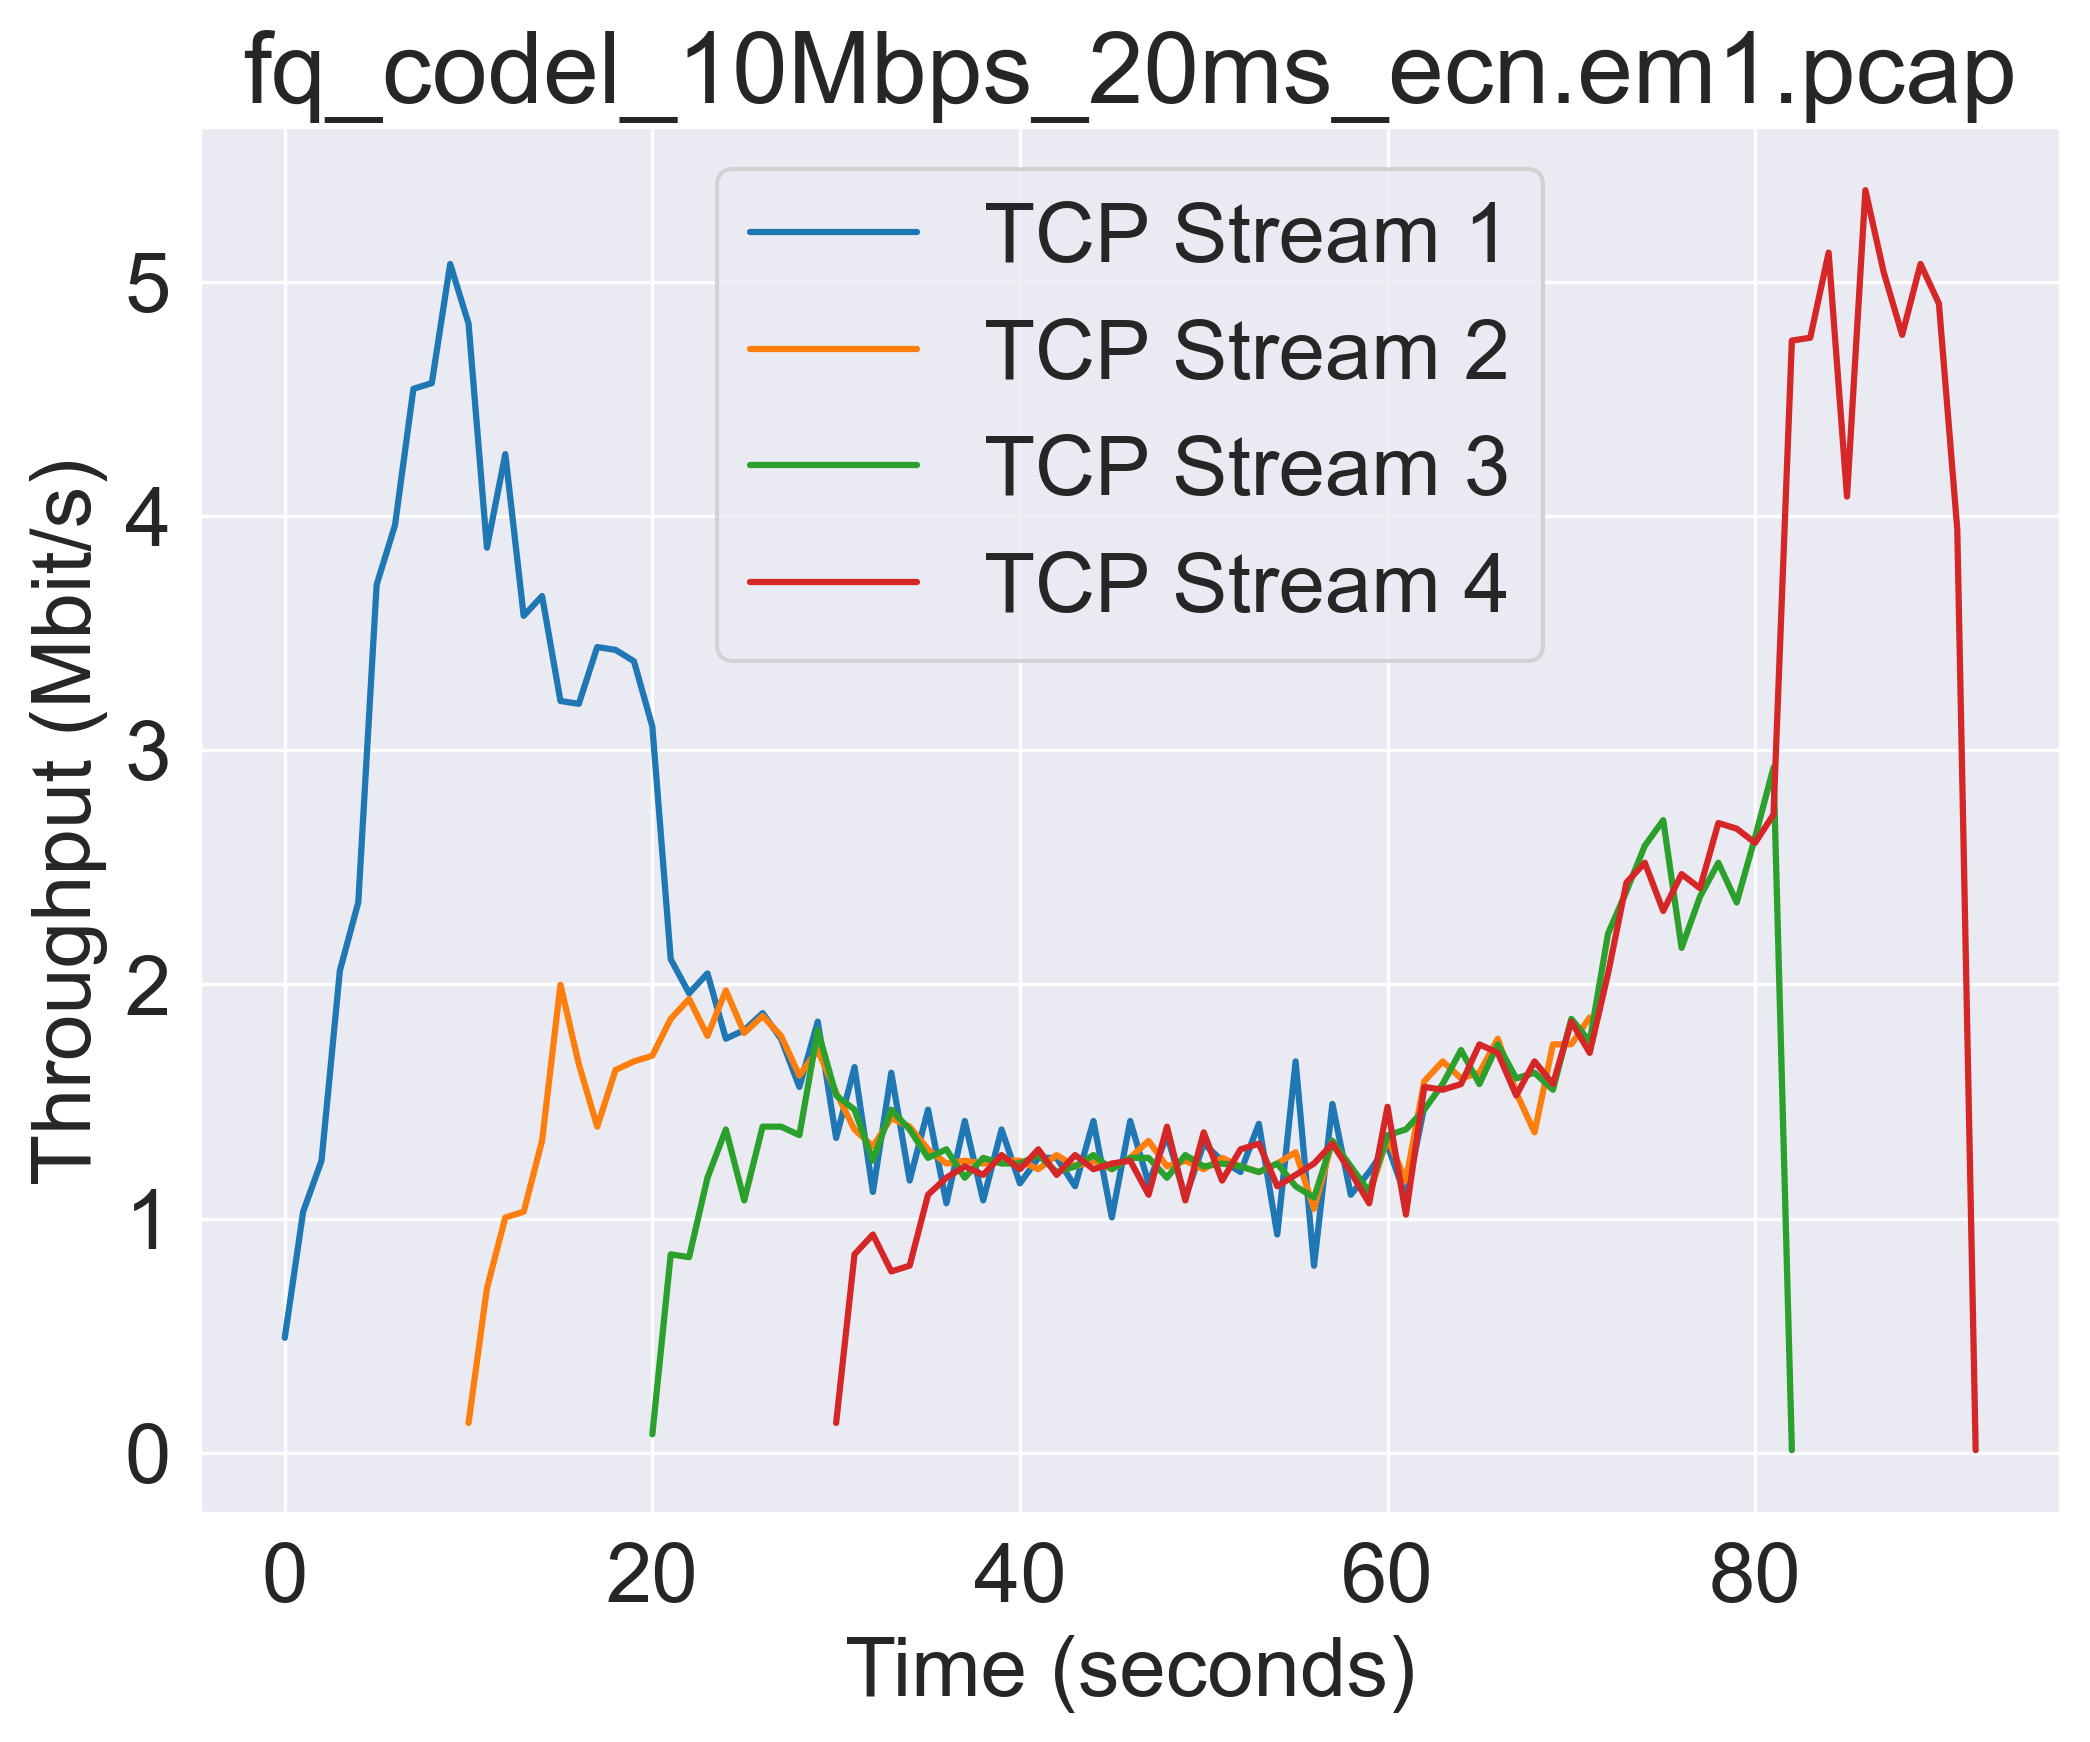 fq_codel_10Mbps_20ms_ecn.em1.pcap
TCP Stream 1
TCP Stream 2
TCP Stream 3
TCP Stream 4
Throughput (Mbit/s)
5
4
3
2
1
0
0 20 40 60 80
Time (seconds)